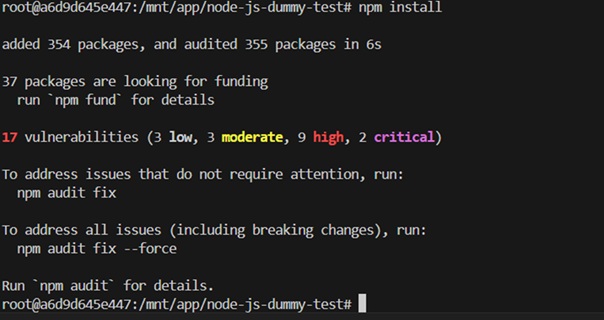 root@a6d9d645e447:/mnt/app/node-js-dummy-test# npm install
added 354 packages, and audited 355 packages in 6s
37 packages are looking for funding
  run `npm fund` for details
17 vulnerabilities (3 low, 3 moderate, 9 high, 2 critical)
To address issues that do not require attention, run:
  npm audit fix
To address all issues (including breaking changes), run:
  npm audit fix --force
Run `npm audit` for details.
root@a6d9d645e447:/mnt/app/node-js-dummy-test#